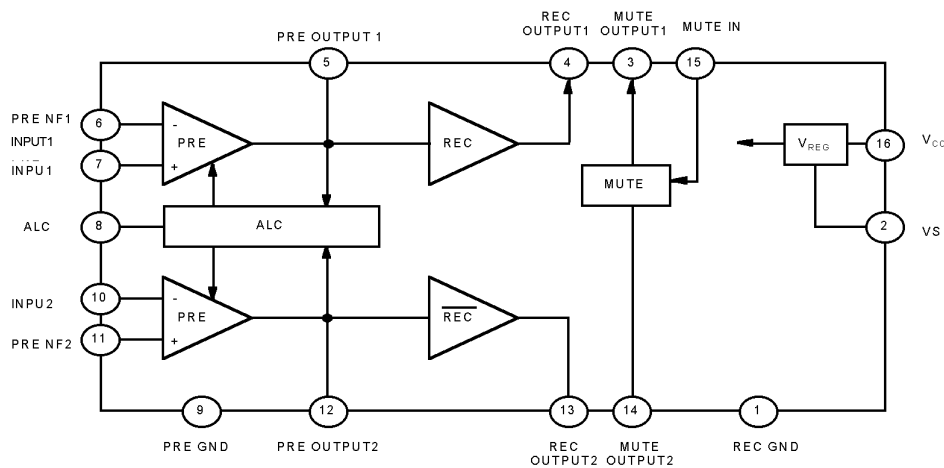 PRE OUTPUT 1
REC
OUTPUT1
MUTE
OUTPUT1
MUTE IN
5
4
3
15
PRE NF1
6
-
PRE
+
INPUT1
INPU1
7
REC
MUTE
VREG
16
VCC
ALC
8
ALC
2
VS
INPU2
10
-
PRE
+
REC
PRE NF2
11
9
12
13
14
1
PRE GND
PRE OUTPUT2
REC
OUTPUT2
MUTE
OUTPUT2
REC GND